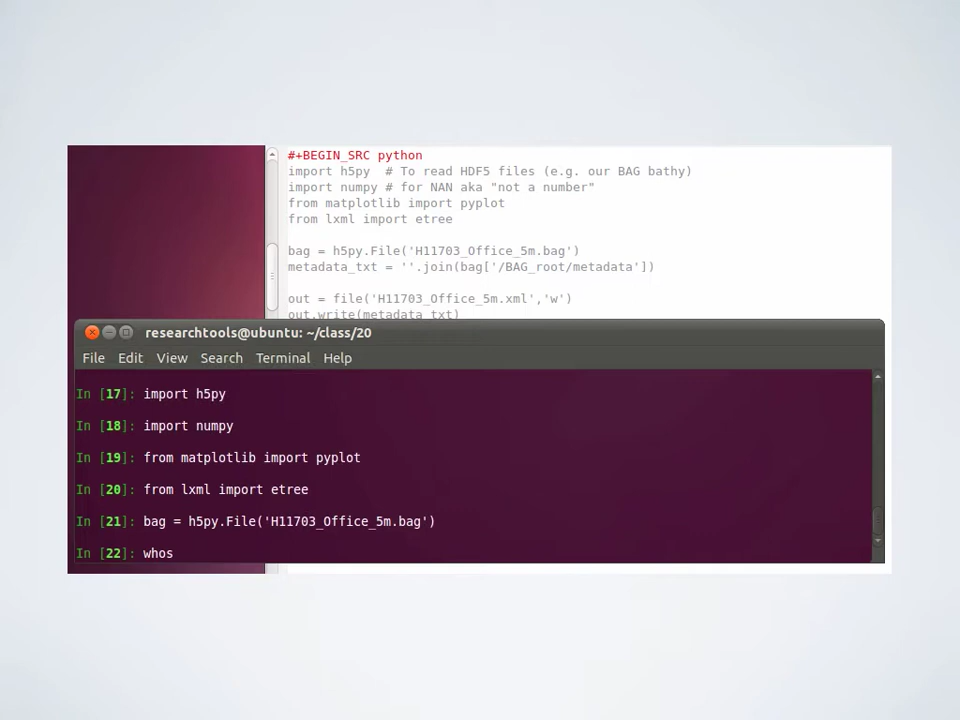 #+BEGIN_SRC python
import h5py  # To read HDF5 files (e.g. our BAG bathy)
import numpy # for NAN aka "not a number"
from matplotlib import pyplot
from lxml import etree
bag = h5py.File('H11703_Office_5m.bag')
metadata_txt = ''.join(bag['/BAG_root/metadata'])
out = file('H11703_Office_5m.xml','w')
out.write(metadata_txt)
researchtools@ubuntu: ~/class/20
File Edit View Search Terminal Help
In [17]: import h5py
In [18]: import numpy
In [19]: from matplotlib import pyplot
In [20]: from lxml import etree
In [21]: bag = h5py.File('H11703_Office_5m.bag')
In [22]: whos